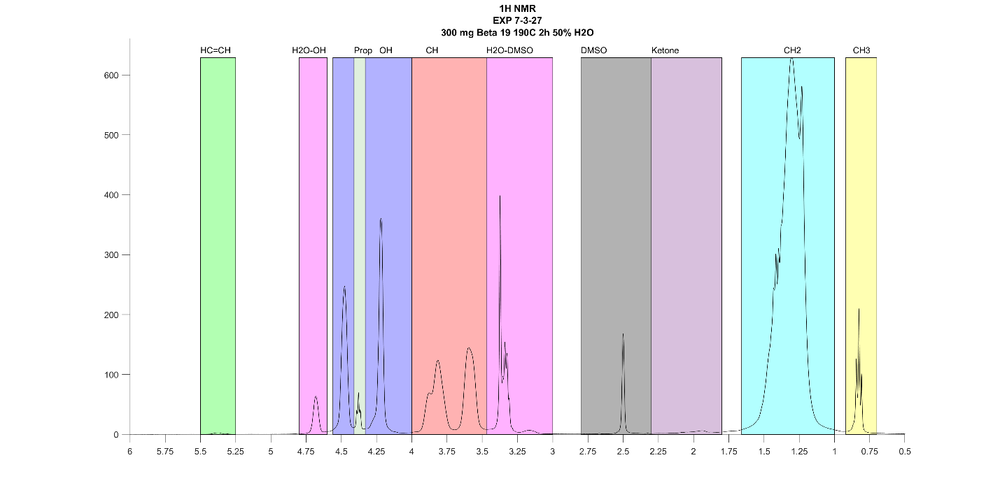 1H NMR
EXP 7-3-27
300 mg Beta 19 190C 2h 50% H2O
HC=CH H2O-OH Prop OH CH H2O-DMSO DMSO Ketone CH2 CH3
600
500
400
300
200
100
0
6 5.75 5.5 5.25 5 4.75 4.5 4.25 4 3.75 3.5 3.25 3 2.75 2.5 2.25 2 1.75 1.5 1.25 1 0.75 0.5